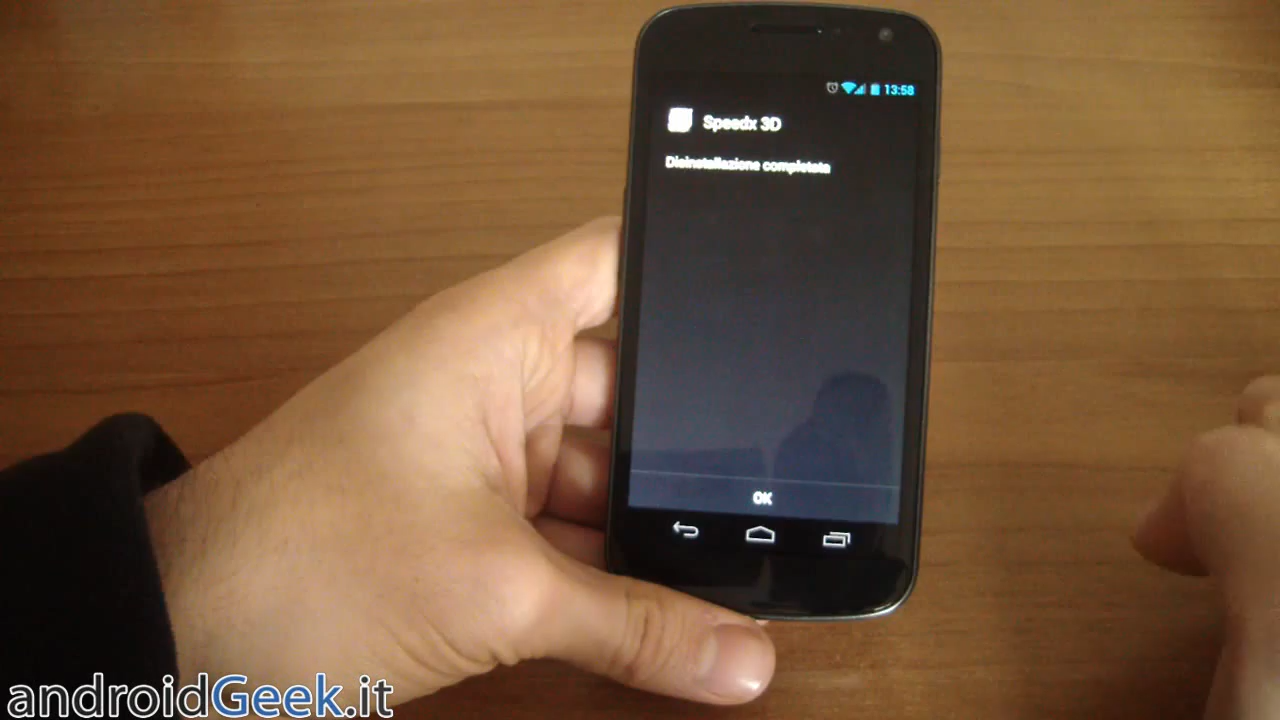 13:58
Speedx 3D
Disinstallazione completata
OK
androidGeek.it